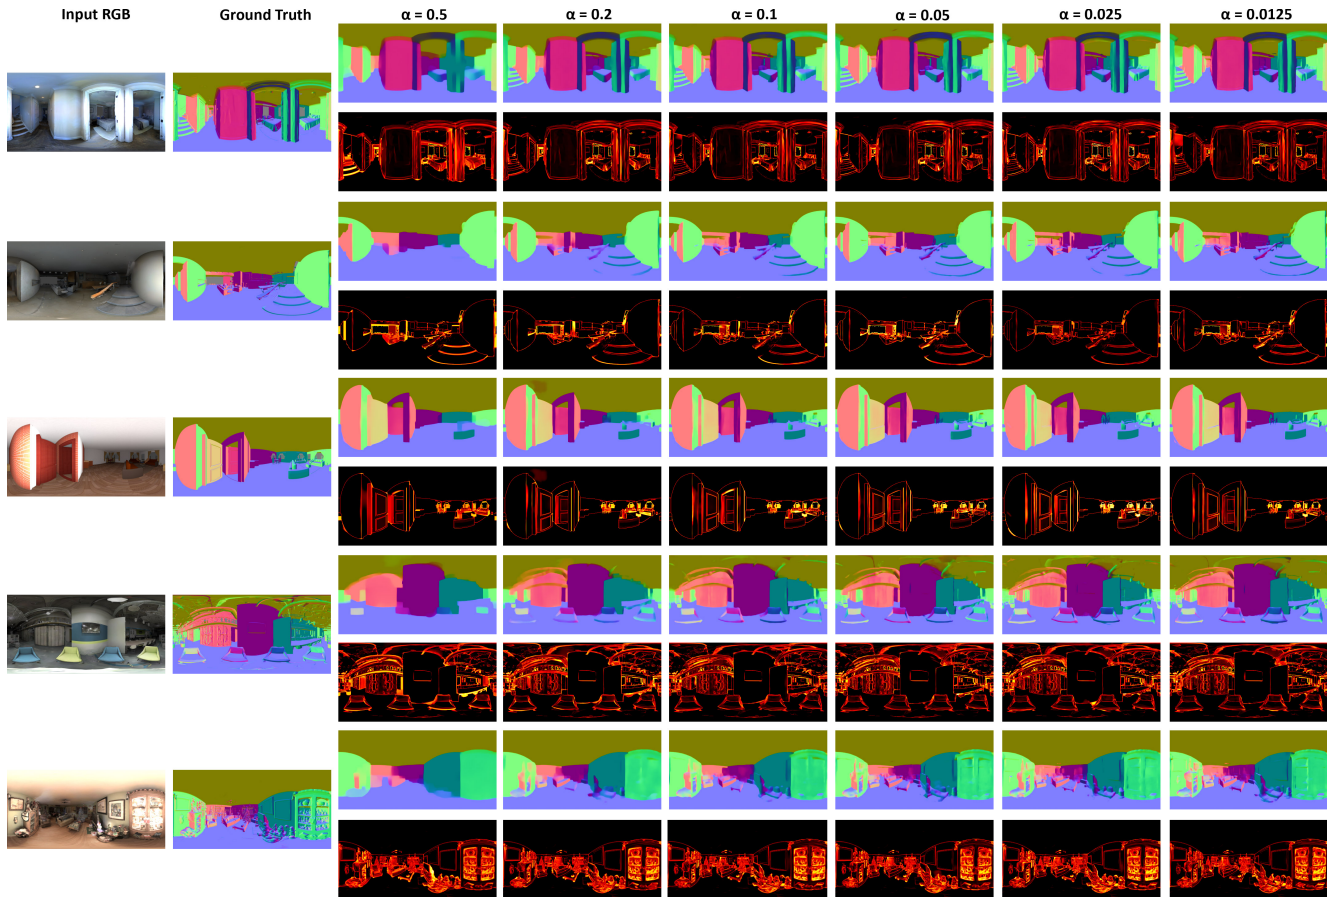 Input RGB Ground Truth α = 0.5 α = 0.2 α = 0.1 α = 0.05 α = 0.025 α = 0.0125